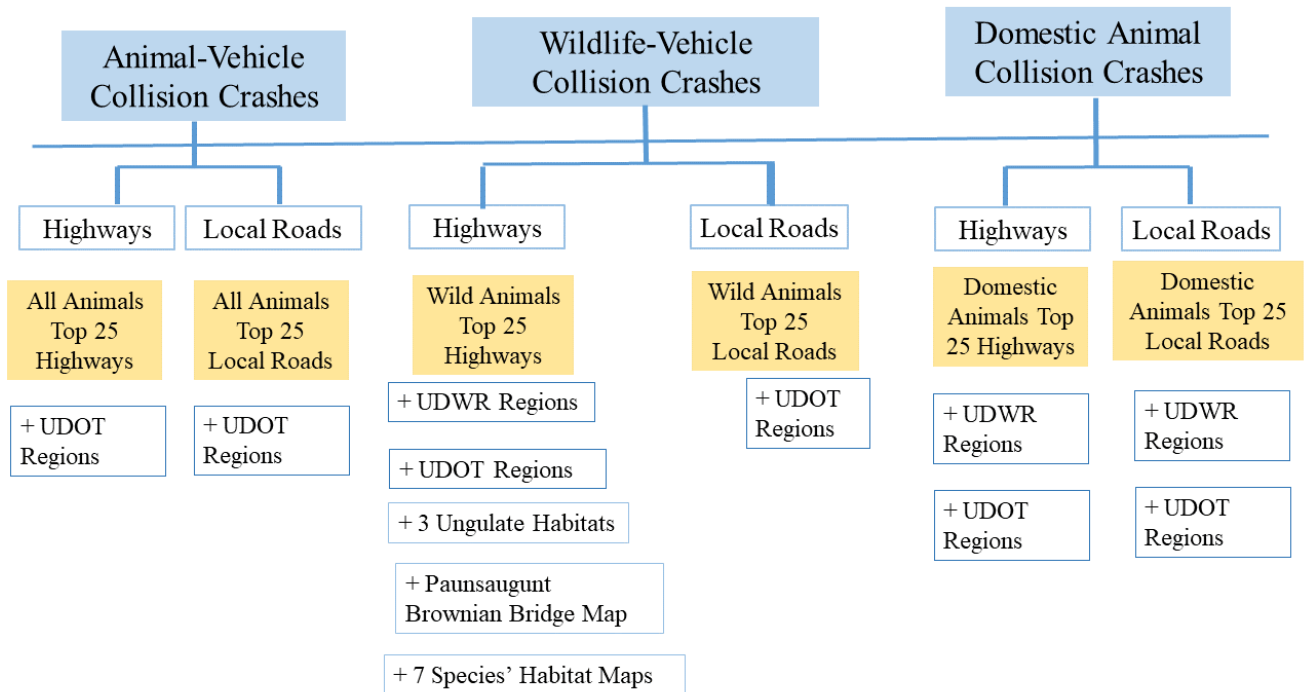 Animal-Vehicle
Collision Crashes
Wildlife-Vehicle
Collision Crashes
Domestic Animal
Collision Crashes
Highways
Local Roads
Highways
Local Roads
Highways
Local Roads
All Animals
Top 25
Highways
All Animals
Top 25
Local Roads
Wild Animals
Top 25
Highways
Wild Animals
Top 25
Local Roads
Domestic
Animals Top
25 Highways
Domestic
Animals Top 25
Local Roads
+ UDOT
Regions
+ UDOT
Regions
+ UDWR Regions
+ UDOT Regions
+ 3 Ungulate Habitats
+ Paunsaugunt
Brownian Bridge Map
+ 7 Species’ Habitat Maps
+ UDOT
Regions
+ UDWR
Regions
+ UDOT
Regions
+ UDWR
Regions
+ UDOT
Regions